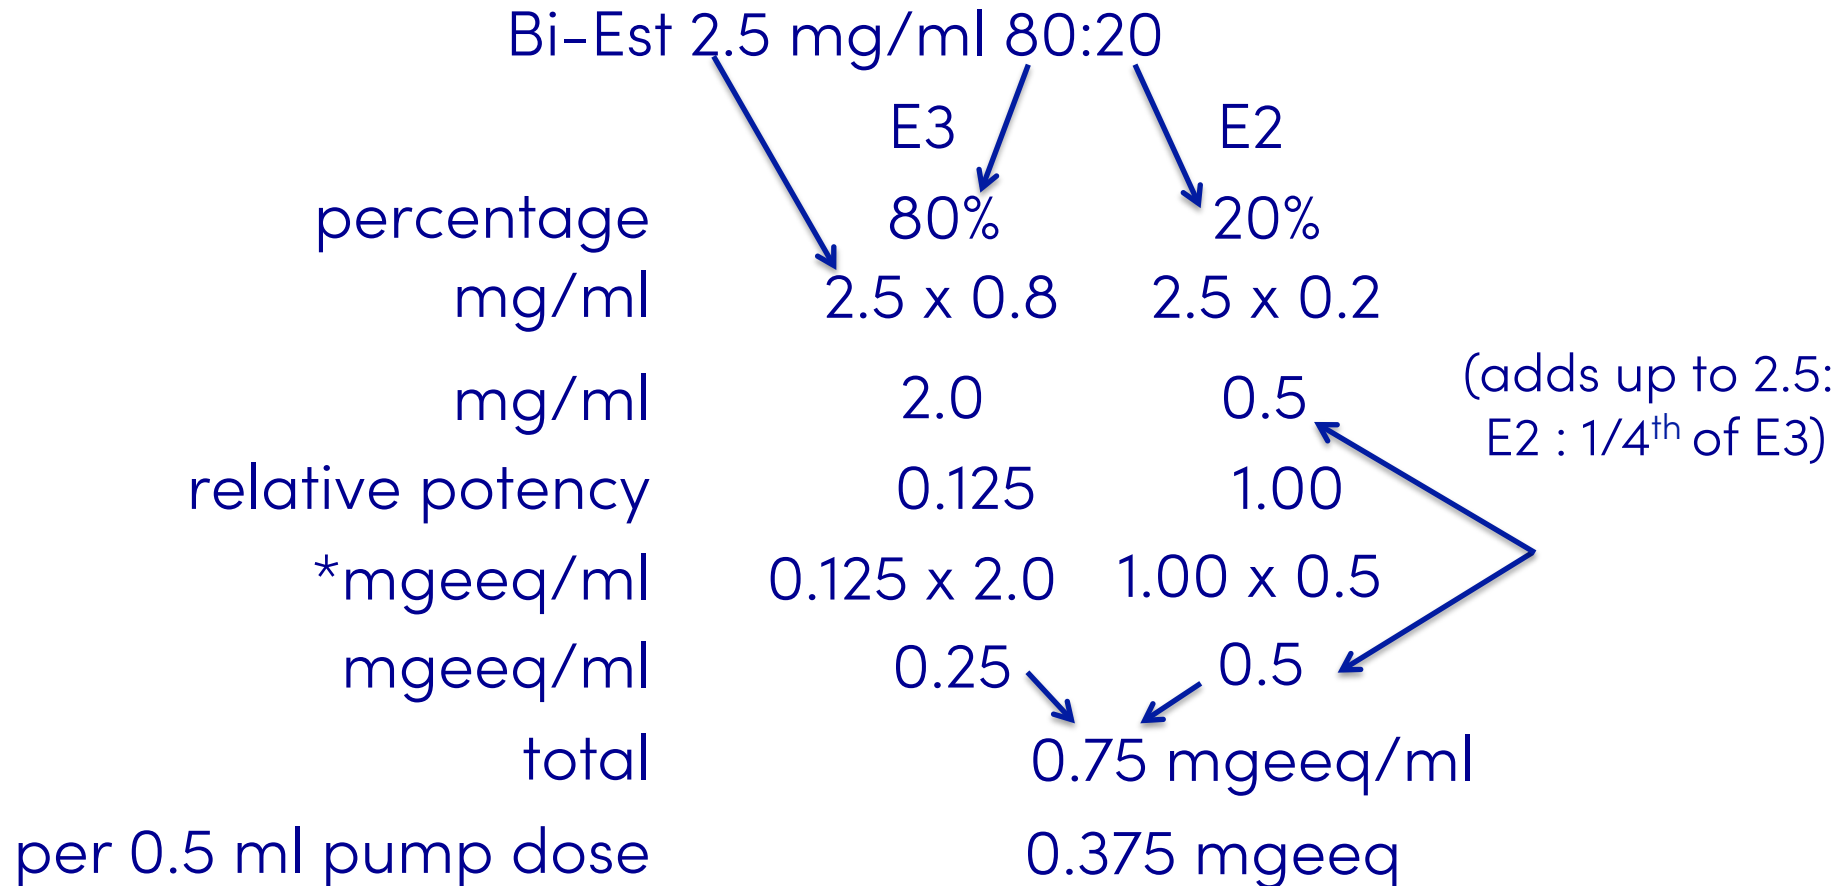 Bi-Est 2.5 mg/ml 80:20
E3 E2
percentage 80% 20%
mg/ml 2.5 x 0.8 2.5 x 0.2
mg/ml 2.0 0.5 (adds up to 2.5:
E2 : 1/4th of E3)
relative potency 0.125 1.00
*mgeeq/ml 0.125 x 2.0 1.00 x 0.5
mgeeq/ml 0.25 0.5
total 0.75 mgeeq/ml
per 0.5 ml pump dose 0.375 mgeeq